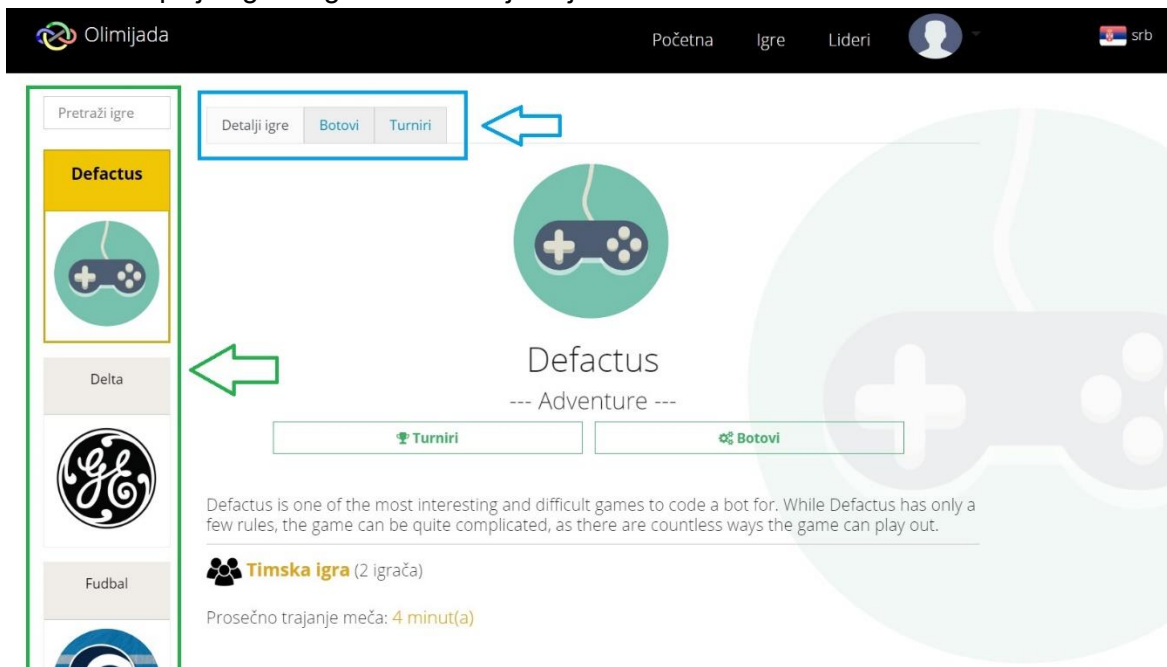 Olimijada
Početna Igre Lideri
srb
Pretraži igre
Defactus
Delta
Fudbal
Detalji igre Botovi Turniri
Defactus
--- Adventure ---
Turniri Botovi
Defactus is one of the most interesting and difficult games to code a bot for. While Defactus has only a
few rules, the game can be quite complicated, as there are countless ways the game can play out.
Timska igra (2 igrača)
Prosečno trajanje meča: 4 minut(a)